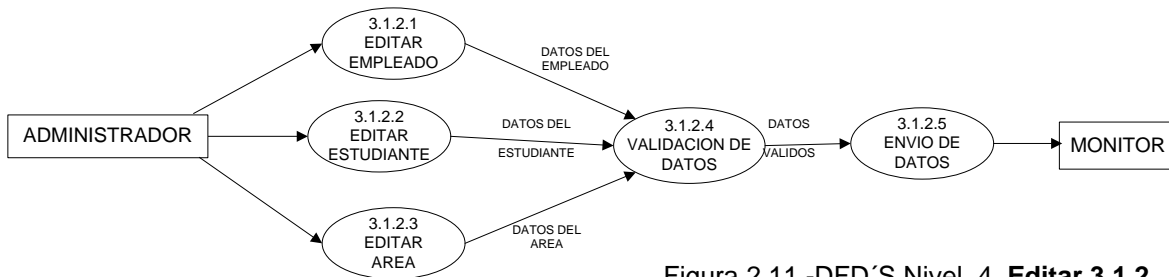 3.1.2.1
EDITAR
EMPLEADO
DATOS DEL
EMPLEADO
ADMINISTRADOR
3.1.2.2
EDITAR
ESTUDIANTE
DATOS DEL
ESTUDIANTE
3.1.2.4
VALIDACION DE
DATOS
DATOS
VALIDOS
3.1.2.5
ENVIO DE
DATOS
MONITOR
3.1.2.3
EDITAR
AREA
DATOS DEL
AREA
Figura 2.11.-DFD´S Nivel 4 Editar 3.1.2